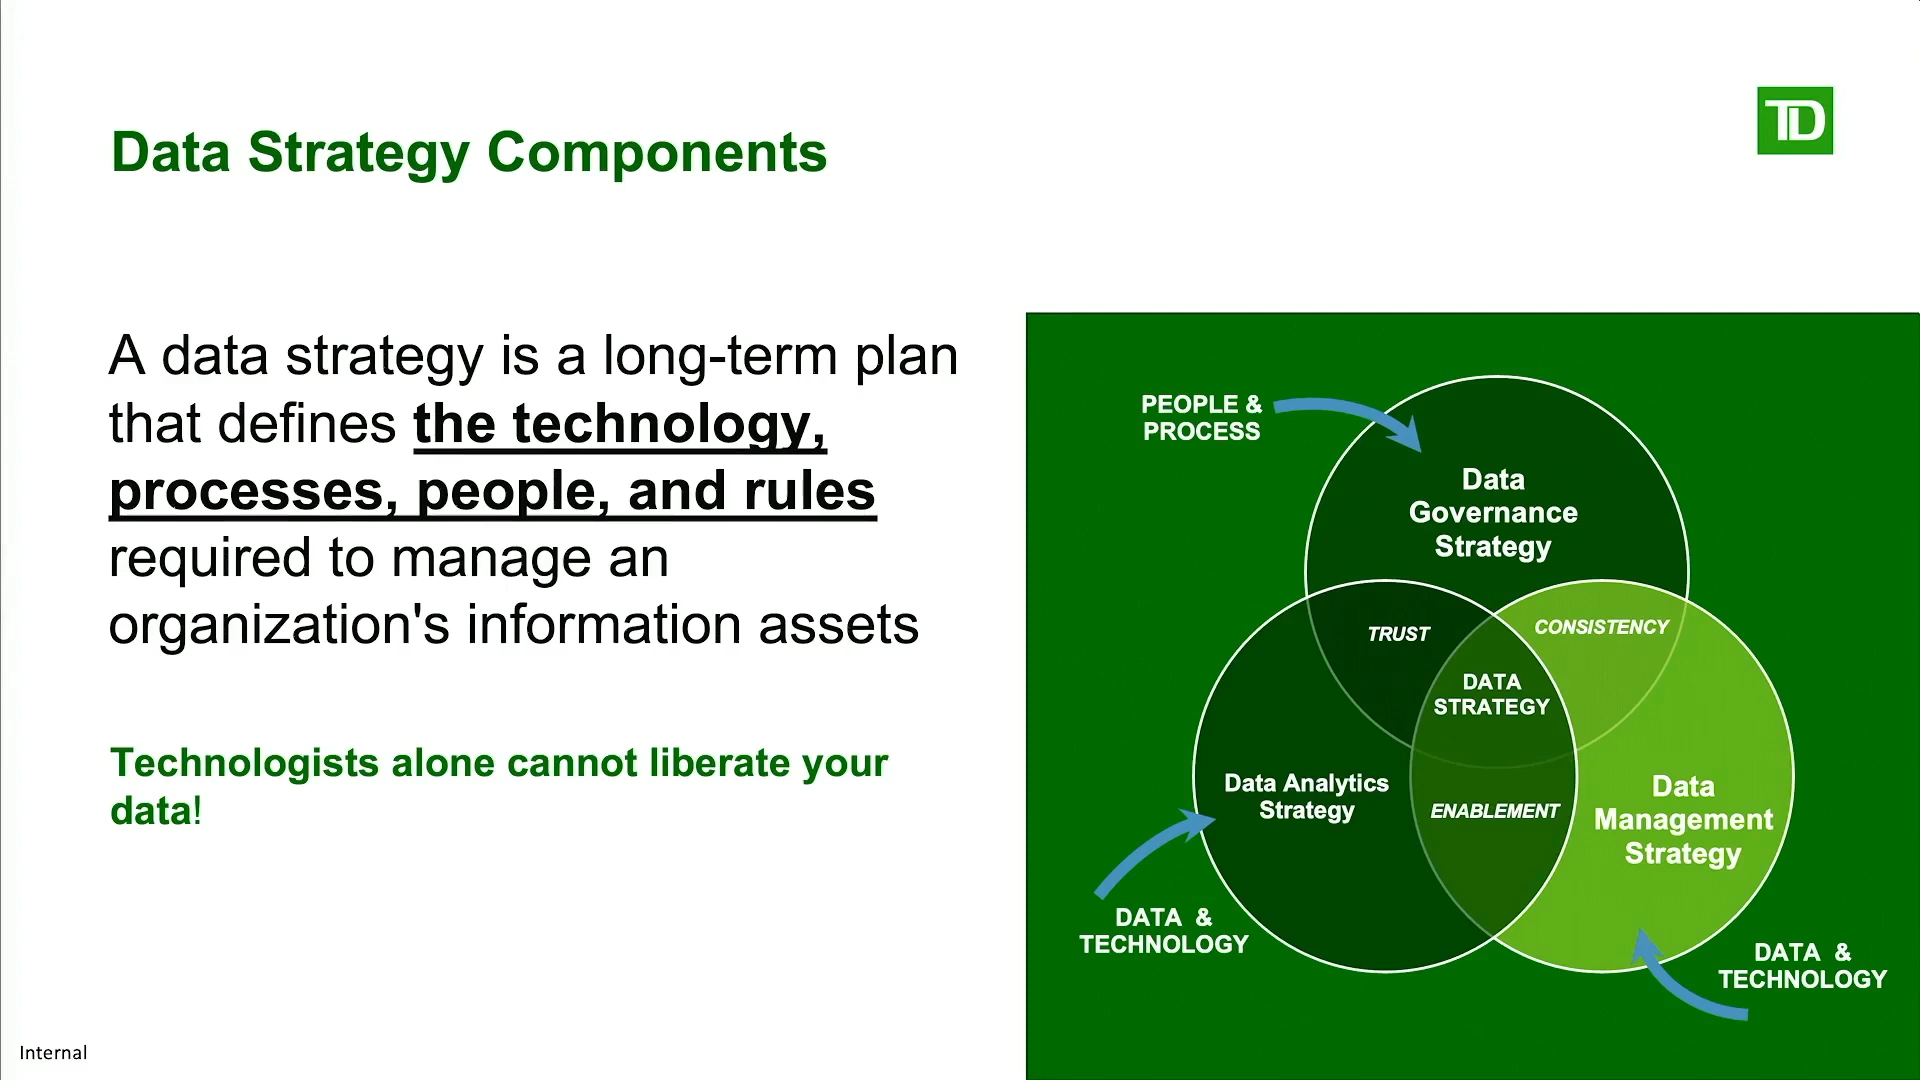 Data Strategy Components
TD
A data strategy is a long-term plan
that defines the technology,
processes, people, and rules
required to manage an
organization's information assets
Technologists alone cannot liberate your
data!
PEOPLE &
PROCESS
Data
Governance
Strategy
TRUST
CONSISTENCY
DATA
STRATEGY
Data Analytics
Strategy
ENABLEMENT
Data
Management
Strategy
DATA &
TECHNOLOGY
DATA &
TECHNOLOGY
Internal